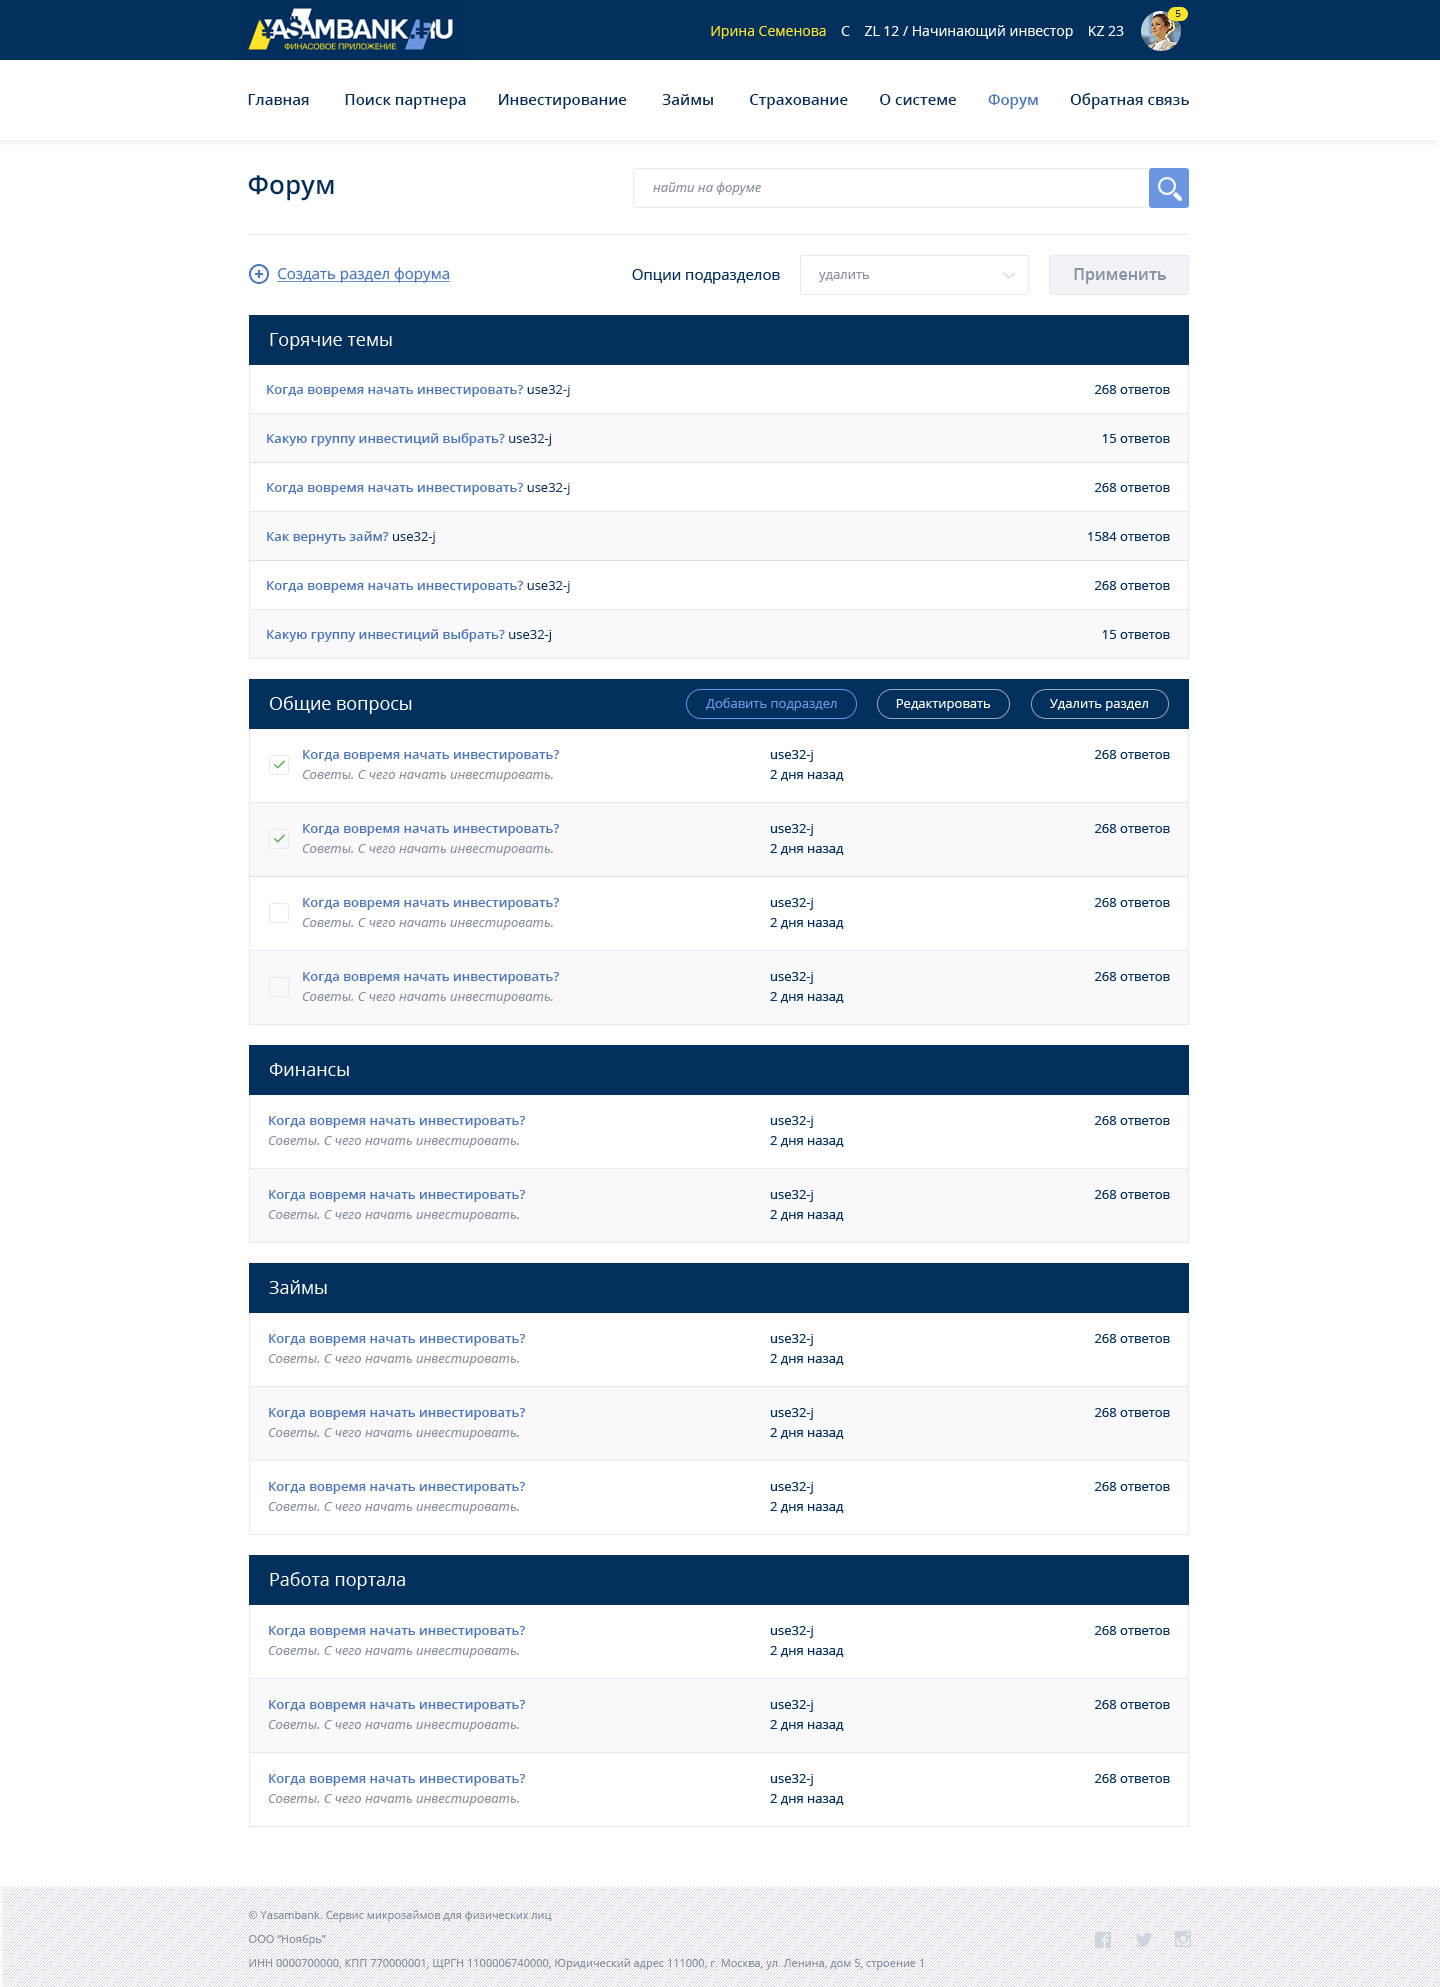 YASAMBANK.RU
ФИНАСОВОЕ ПРИЛОЖЕНИЕ
Ирина Семенова C ZL 12 / Начинающий инвестор KZ 23 5
Главная Поиск партнера Инвестирование Займы Страхование О системе Форум Обратная связь
Форум
найти на форуме
Создать раздел форума Опции подразделов удалить Применить
Горячие темы
Когда вовремя начать инвестировать? use32-j 268 ответов
Какую группу инвестиций выбрать? use32-j 15 ответов
Когда вовремя начать инвестировать? use32-j 268 ответов
Как вернуть займ? use32-j 1584 ответов
Когда вовремя начать инвестировать? use32-j 268 ответов
Какую группу инвестиций выбрать? use32-j 15 ответов
Общие вопросы Добавить подраздел Редактировать Удалить раздел
Когда вовремя начать инвестировать? use32-j 268 ответов
Советы. С чего начать инвестировать. 2 дня назад
Когда вовремя начать инвестировать? use32-j 268 ответов
Советы. С чего начать инвестировать. 2 дня назад
Когда вовремя начать инвестировать? use32-j 268 ответов
Советы. С чего начать инвестировать. 2 дня назад
Когда вовремя начать инвестировать? use32-j 268 ответов
Советы. С чего начать инвестировать. 2 дня назад
Финансы
Когда вовремя начать инвестировать? use32-j 268 ответов
Советы. С чего начать инвестировать. 2 дня назад
Когда вовремя начать инвестировать? use32-j 268 ответов
Советы. С чего начать инвестировать. 2 дня назад
Займы
Когда вовремя начать инвестировать? use32-j 268 ответов
Советы. С чего начать инвестировать. 2 дня назад
Когда вовремя начать инвестировать? use32-j 268 ответов
Советы. С чего начать инвестировать. 2 дня назад
Когда вовремя начать инвестировать? use32-j 268 ответов
Советы. С чего начать инвестировать. 2 дня назад
Работа портала
Когда вовремя начать инвестировать? use32-j 268 ответов
Советы. С чего начать инвестировать. 2 дня назад
Когда вовремя начать инвестировать? use32-j 268 ответов
Советы. С чего начать инвестировать. 2 дня назад
Когда вовремя начать инвестировать? use32-j 268 ответов
Советы. С чего начать инвестировать. 2 дня назад
© Yasambank. Сервис микрозаймов для физических лиц
ООО “Ноябрь”
ИНН 0000700000, КПП 770000001, ЩРГН 1100006740000, Юридический адрес 111000, г. Москва, ул. Ленина, дом 5, строение 1